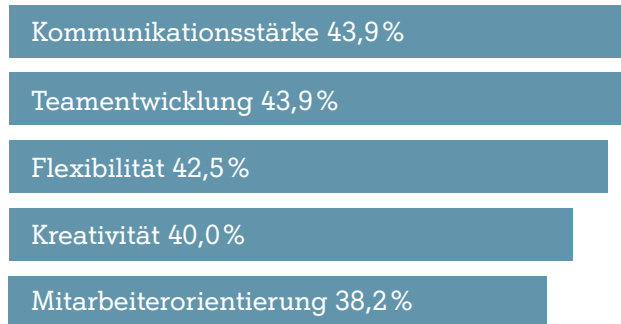 Kommunikationsstärke 43,9 %
Teamentwicklung 43,9 %
Flexibilität 42,5 %
Kreativität 40,0 %
Mitarbeiterorientierung 38,2 %